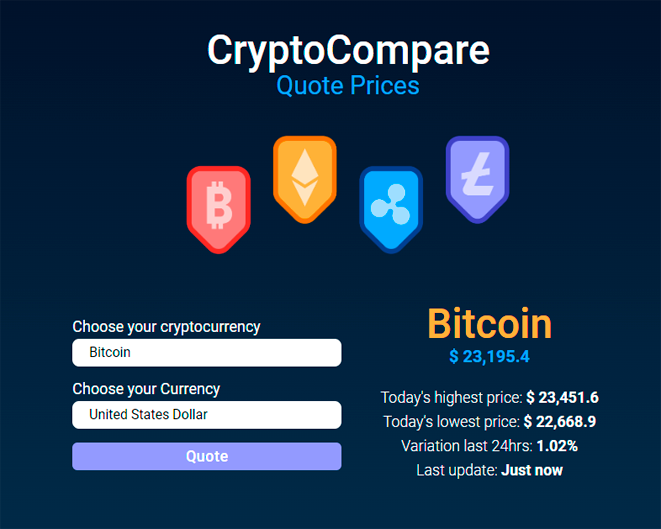 CryptoCompare
Quote Prices
Choose your cryptocurrency
Bitcoin
Choose your Currency
United States Dollar
Quote
Bitcoin
$ 23,195.4
Today's highest price: $ 23,451.6
Today's lowest price: $ 22,668.9
Variation last 24hrs: 1.02%
Last update: Just now